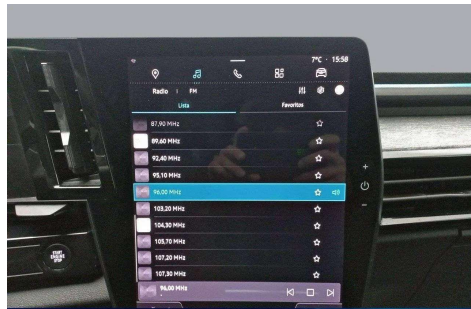 7°C · 15:58
Radio FM
Lista Favoritos
87,90 MHz
89,60 MHz
92,40 MHz
95,10 MHz
96,00 MHz
103,20 MHz
104,30 MHz
105,70 MHz
107,20 MHz
107,30 MHz
96,00 MHz
START
ENGINE
STOP